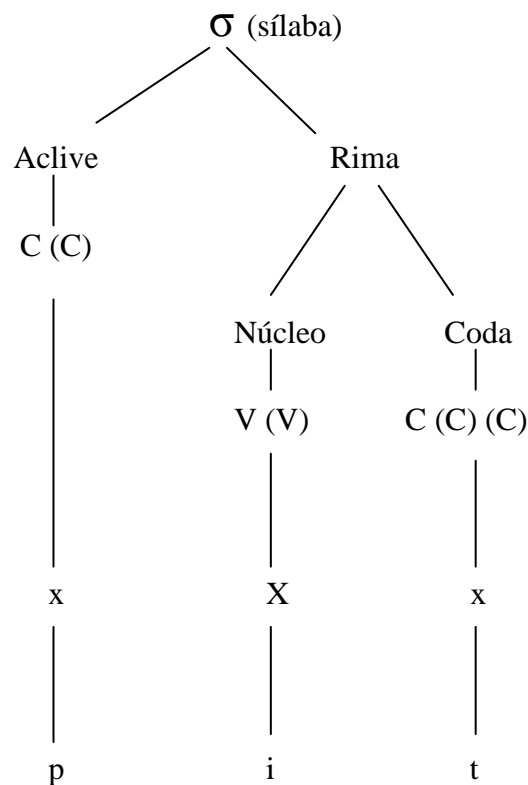 σ (sílaba)
Aclive Rima
C (C)
Núcleo Coda
V (V) C (C) (C)
x X x
p i t